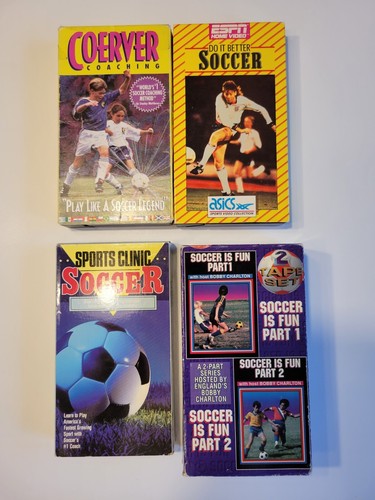 COERVER
COACHING
"WORLD'S #1
SOCCER COACHING
METHOD"
"PLAY LIKE A SOCCER LEGEND"
ESPN
HOME VIDEO
DO IT BETTER
SOCCER
asics
SPORTS VIDEO COLLECTION
SPORTS CLINIC
SOCCER
Learn to Play
America's
Fastest Growing
Sport with
Soccer's
#1 Coach
SOCCER IS FUN
PART 1
with host BOBBY CHARLTON
2
TAPE
SET
SOCCER
IS FUN
PART 1
A 2-PART
SERIES
HOSTED BY
ENGLAND'S
BOBBY
CHARLTON
SOCCER IS FUN
PART 2
with host BOBBY CHARLTON
SOCCER
IS FUN
PART 2